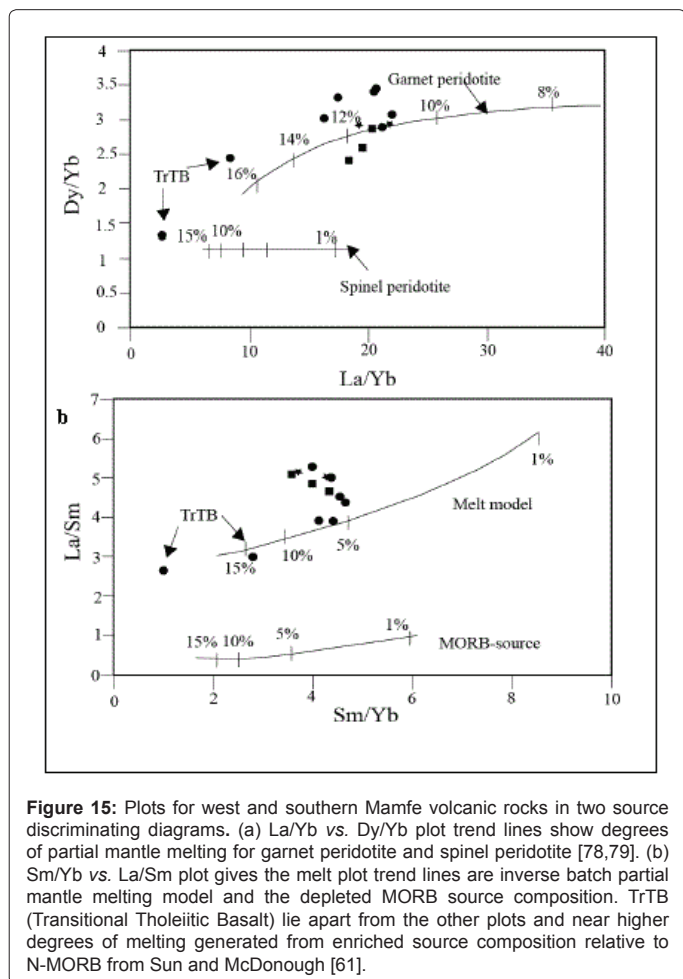 4
3.5
3
2.5
2
1.5
1
0.5
0
Dy/Yb
Garnet peridotite
8%
10%
12%
14%
16%
TrTB
15%
10%
1%
Spinel peridotite
0
10
20
30
40
La/Yb
b
7
6
5
4
3
2
1
0
La/Sm
TrTB
1%
Melt model
5%
10%
15%
15%
10%
5%
1%
MORB-source
0
2
4
6
8
10
Sm/Yb
Figure 15: Plots for west and southern Mamfe volcanic rocks in two source
discriminating diagrams. (a) La/Yb vs. Dy/Yb plot trend lines show degrees
of partial mantle melting for garnet peridotite and spinel peridotite [78,79]. (b)
Sm/Yb vs. La/Sm plot gives the melt plot trend lines are inverse batch partial
mantle melting model and the depleted MORB source composition. TrTB
(Transitional Tholeiitic Basalt) lie apart from the other plots and near higher
degrees of melting generated from enriched source composition relative to
N-MORB from Sun and McDonough [61].